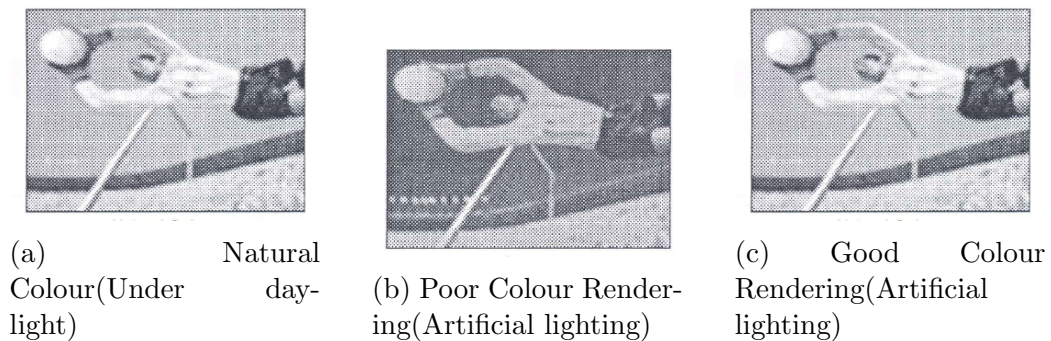 (a) Natural
Colour(Under day-
light)
(b) Poor Colour Render-
ing(Artificial lighting)
(c) Good Colour
Rendering(Artificial
lighting)